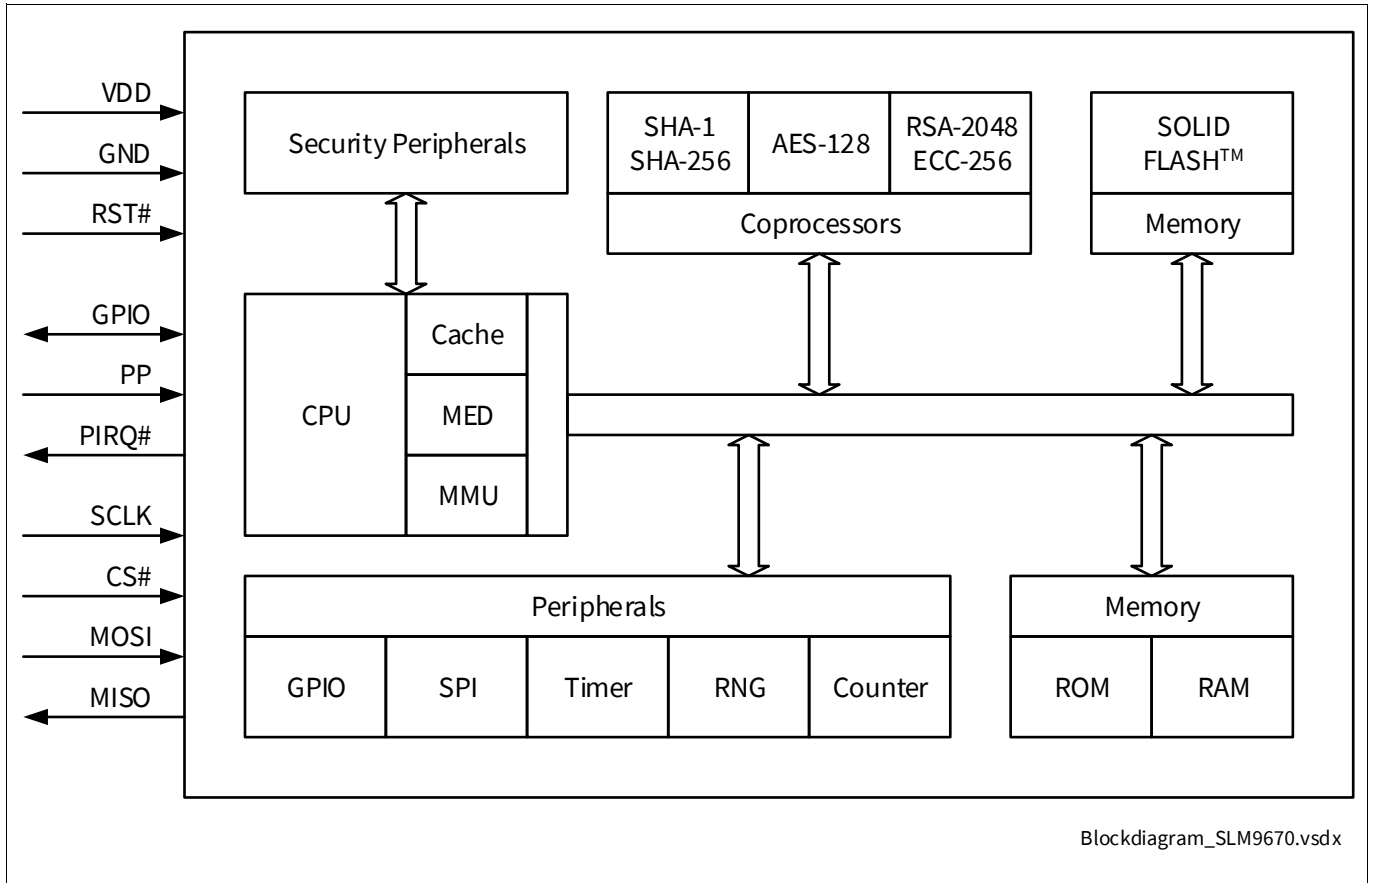 VDD
GND
RST#
GPIO
PP
PIRQ#
SCLK
CS#
MOSI
MISO
Security Peripherals
SHA-1
SHA-256
AES-128
RSA-2048
ECC-256
Coprocessors
SOLID
FLASH™
Memory
CPU
Cache
MED
MMU
Peripherals
GPIO
SPI
Timer
RNG
Counter
Memory
ROM
RAM
Blockdiagram_SLM9670.vsdx